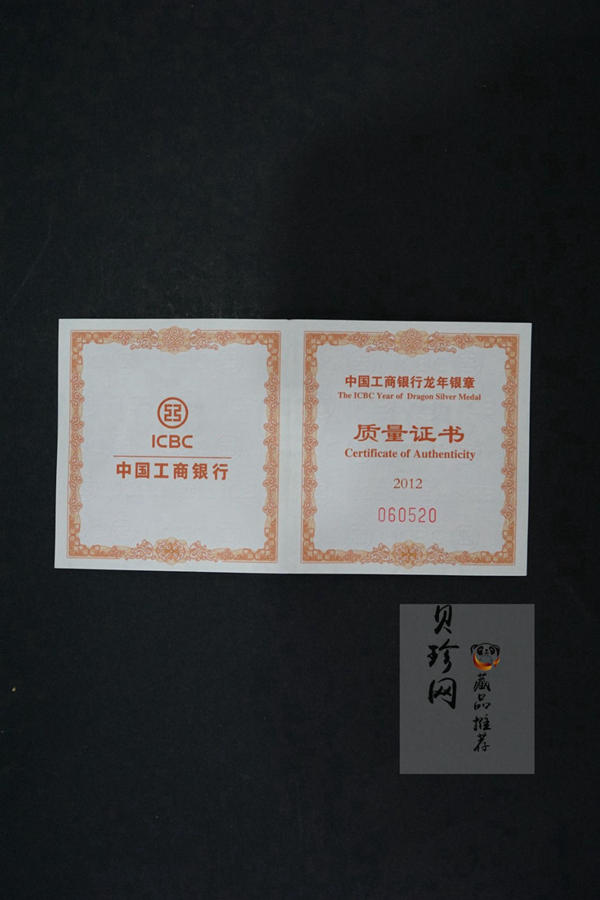 ICBC
中国工商银行
中国工商银行龙年银章
The ICBC Year of Dragon Silver Medal
质量证书
Certificate of Authenticity
2012
060520
贝珍网
藏品推荐